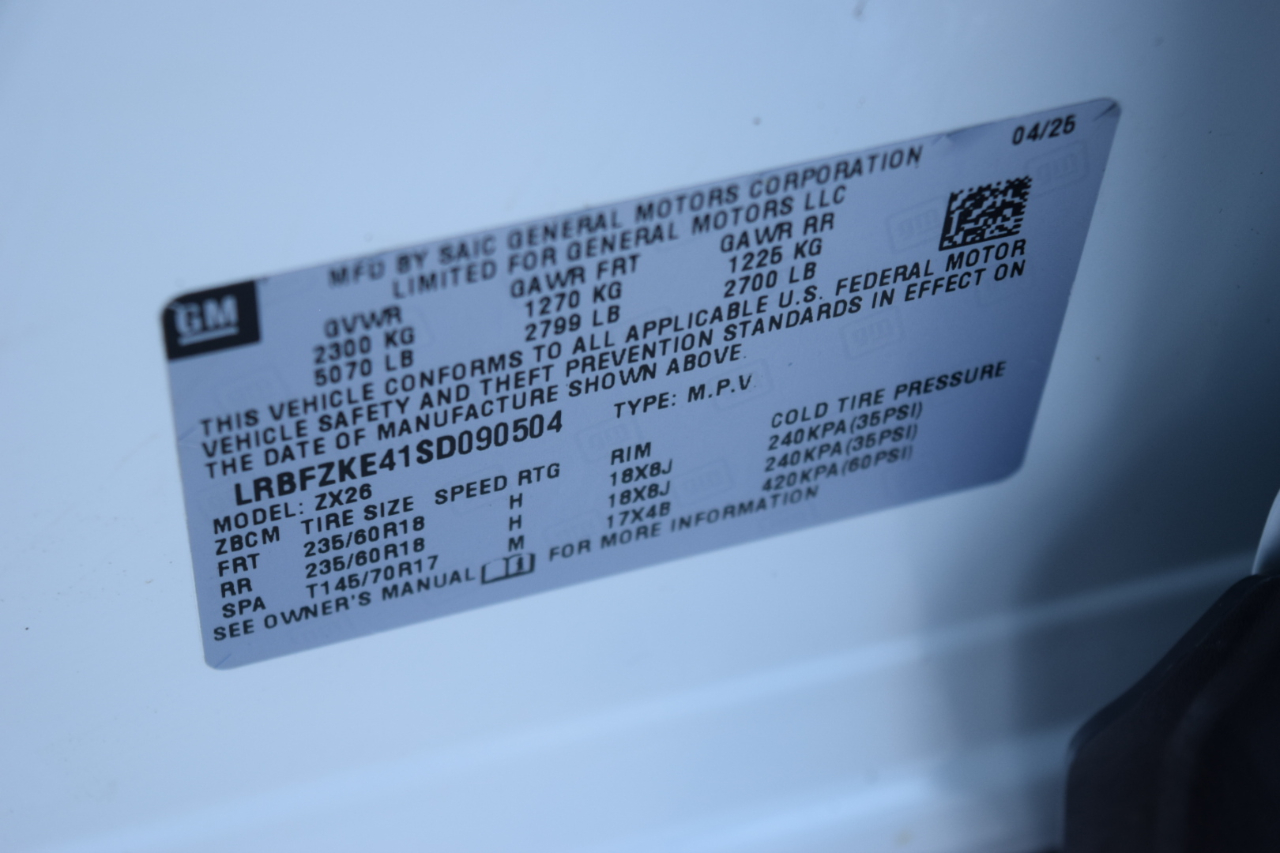 04/25
MFD BY SAIC GENERAL MOTORS CORPORATION
LIMITED FOR GENERAL MOTORS LLC
GM
GVWR GAWR FRT GAWR RR
2300 KG 1270 KG 1225 KG
5070 LB 2799 LB 2700 LB
THIS VEHICLE CONFORMS TO ALL APPLICABLE U.S. FEDERAL MOTOR
VEHICLE SAFETY AND THEFT PREVENTION STANDARDS IN EFFECT ON
THE DATE OF MANUFACTURE SHOWN ABOVE.
LRBFZKE41SD090504 TYPE: M.P.V.
MODEL: ZX26
ZBCM TIRE SIZE SPEED RTG RIM COLD TIRE PRESSURE
FRT 235/60R18 H 18X8J 240KPA(35PSI)
RR 235/60R18 H 18X8J 240KPA(35PSI)
SPA T145/70R17 M 17X4B 420KPA(60PSI)
SEE OWNER'S MANUAL FOR MORE INFORMATION